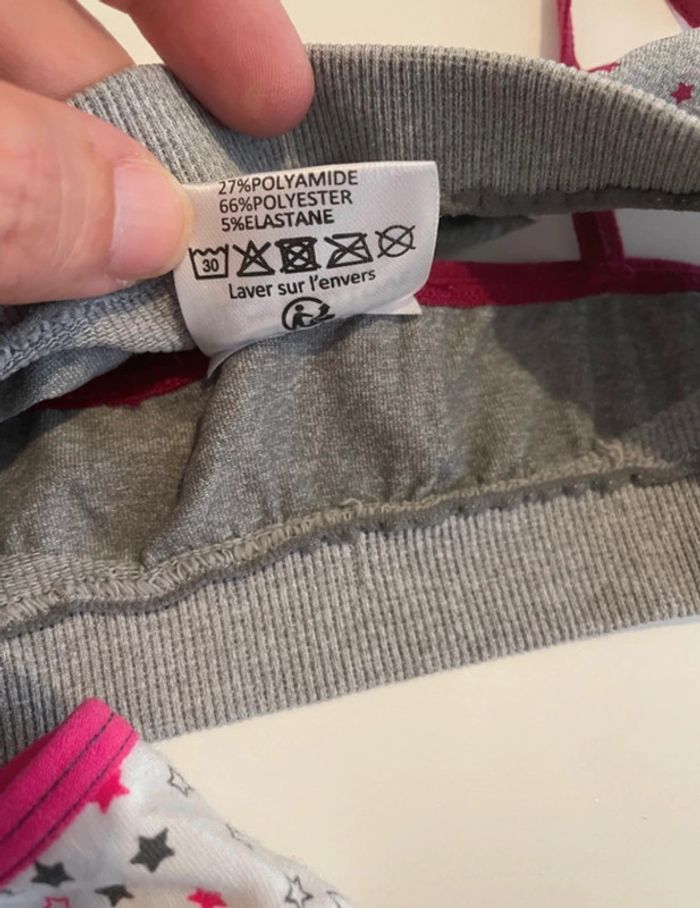 27%POLYAMIDE
66%POLYESTER
5%ELASTANE
30
Laver sur l'envers